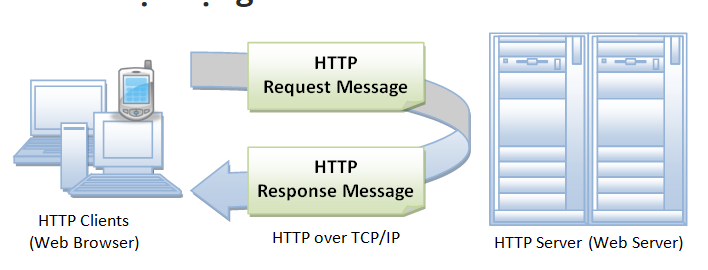 HTTP
Request Message
HTTP
Response Message
HTTP Clients
(Web Browser)
HTTP over TCP/IP
HTTP Server (Web Server)